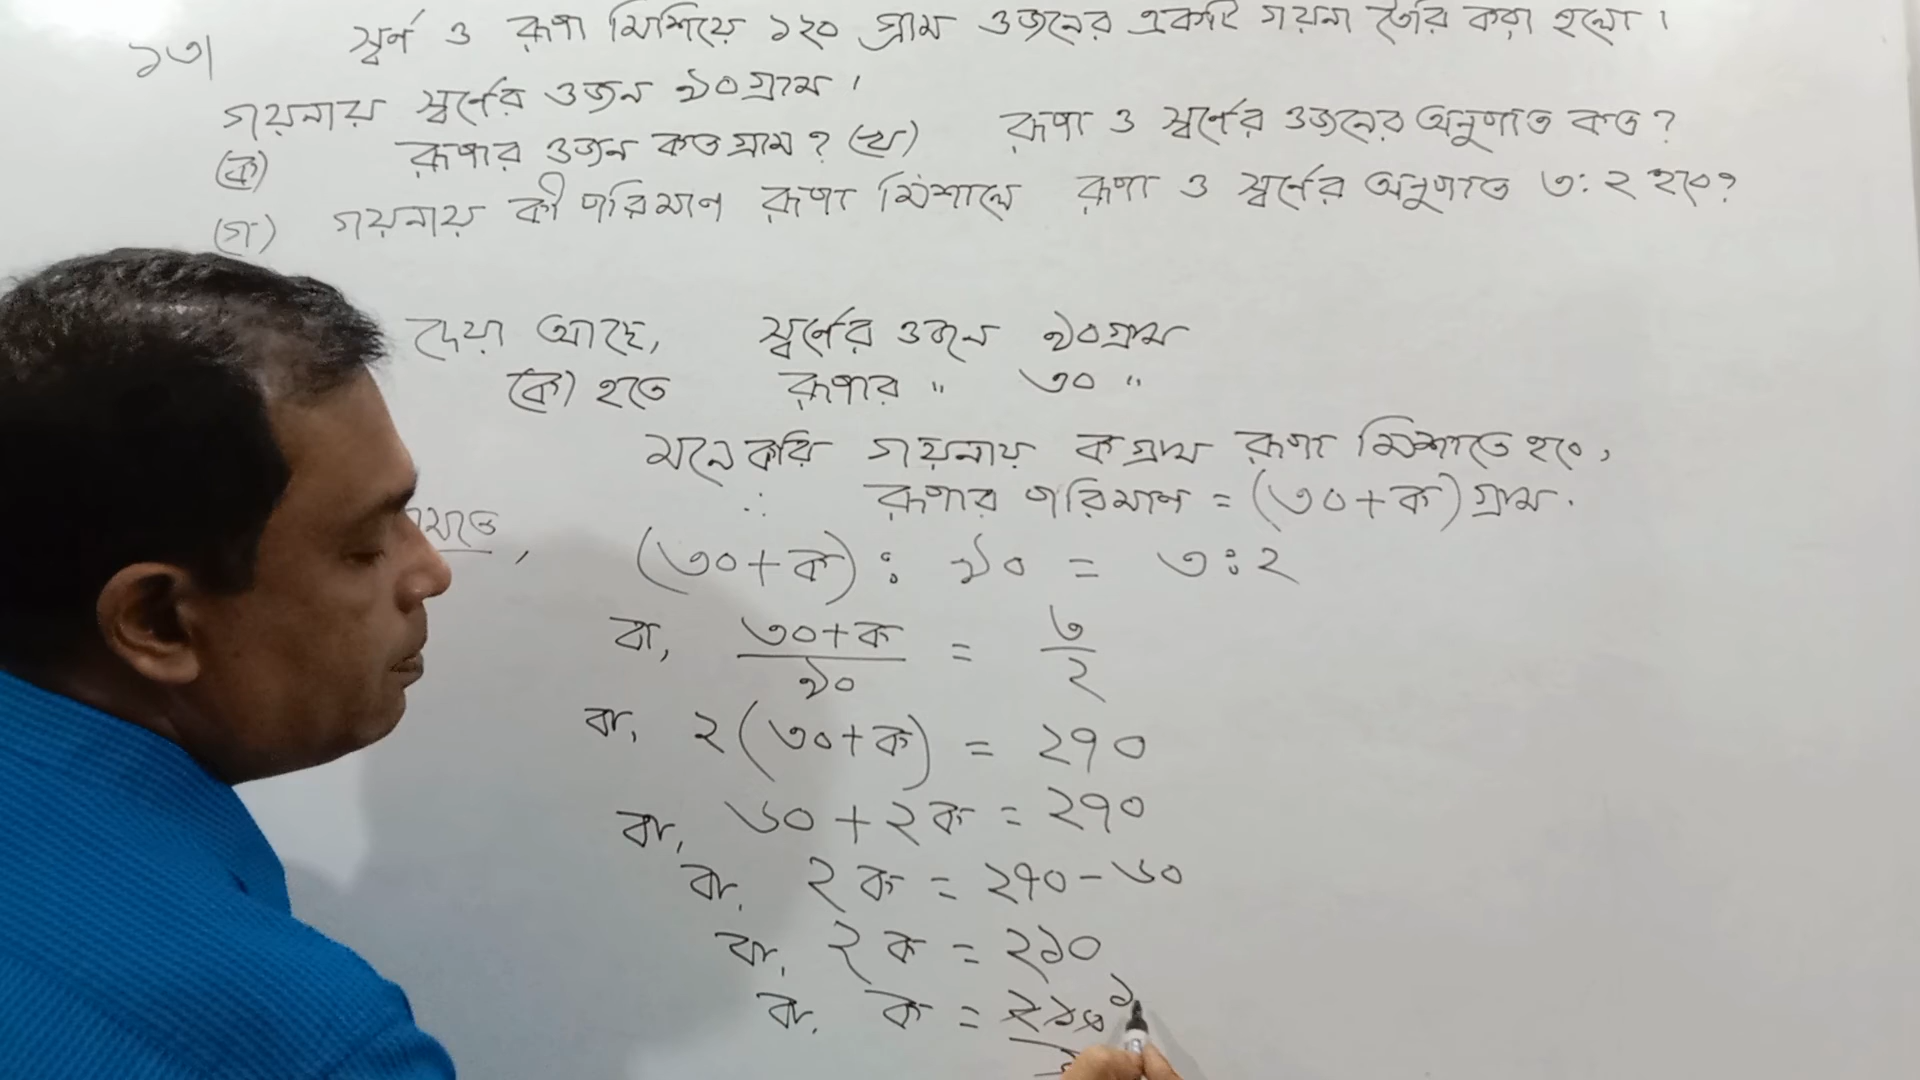 ১৩। স্বর্ণ ও রূপা মিশিয়ে ১২০ গ্রাম ওজনের একটি গয়না তৈরি করা হলো।
গয়নায় স্বর্ণের ওজন ৯০ গ্রাম।
(ক) রূপার ওজন কত গ্রাম? (খ) রূপা ও স্বর্ণের ওজনের অনুপাত কত?
(গ) গয়নায় কী পরিমাণ রূপা মিশালে রূপা ও স্বর্ণের অনুপাত ৩:২ হবে?
দেয়া আছে, স্বর্ণের ওজন ৯০ গ্রাম
(ক) হতে রূপার " ৩০ "
মনে করি গয়নায় ক গ্রাম রূপা মিশাতে হবে,
∴ রূপার পরিমাণ = (৩০+ক) গ্রাম.
মতে, (৩০+ক) : ৯০ = ৩:২
বা, ৩০+ক/৯০ = ৩/২
বা, ২(৩০+ক) = ২৭০
বা, ৬০+২ক = ২৭০
বা, ২ক = ২৭০-৬০
বা, ২ক = ২১০
বা, ক = ২১০/২ ১